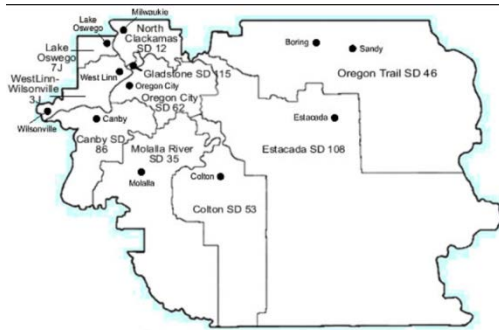 Milwaukie
Lake
Oswego
North
Clackamas
SD 12
Lake
Oswego
7J
Boring
Sandy
Oregon Trail SD 46
West Linn
Gladstone SD 115
Oregon City
WestLinn-
Wilsonville
3J
Oregon City
SD 62
Wilsonville
Canby
Canby SD
86
Estacada
Estacada SD 108
Molalla River
SD 35
Molalla
Colton
Colton SD 53